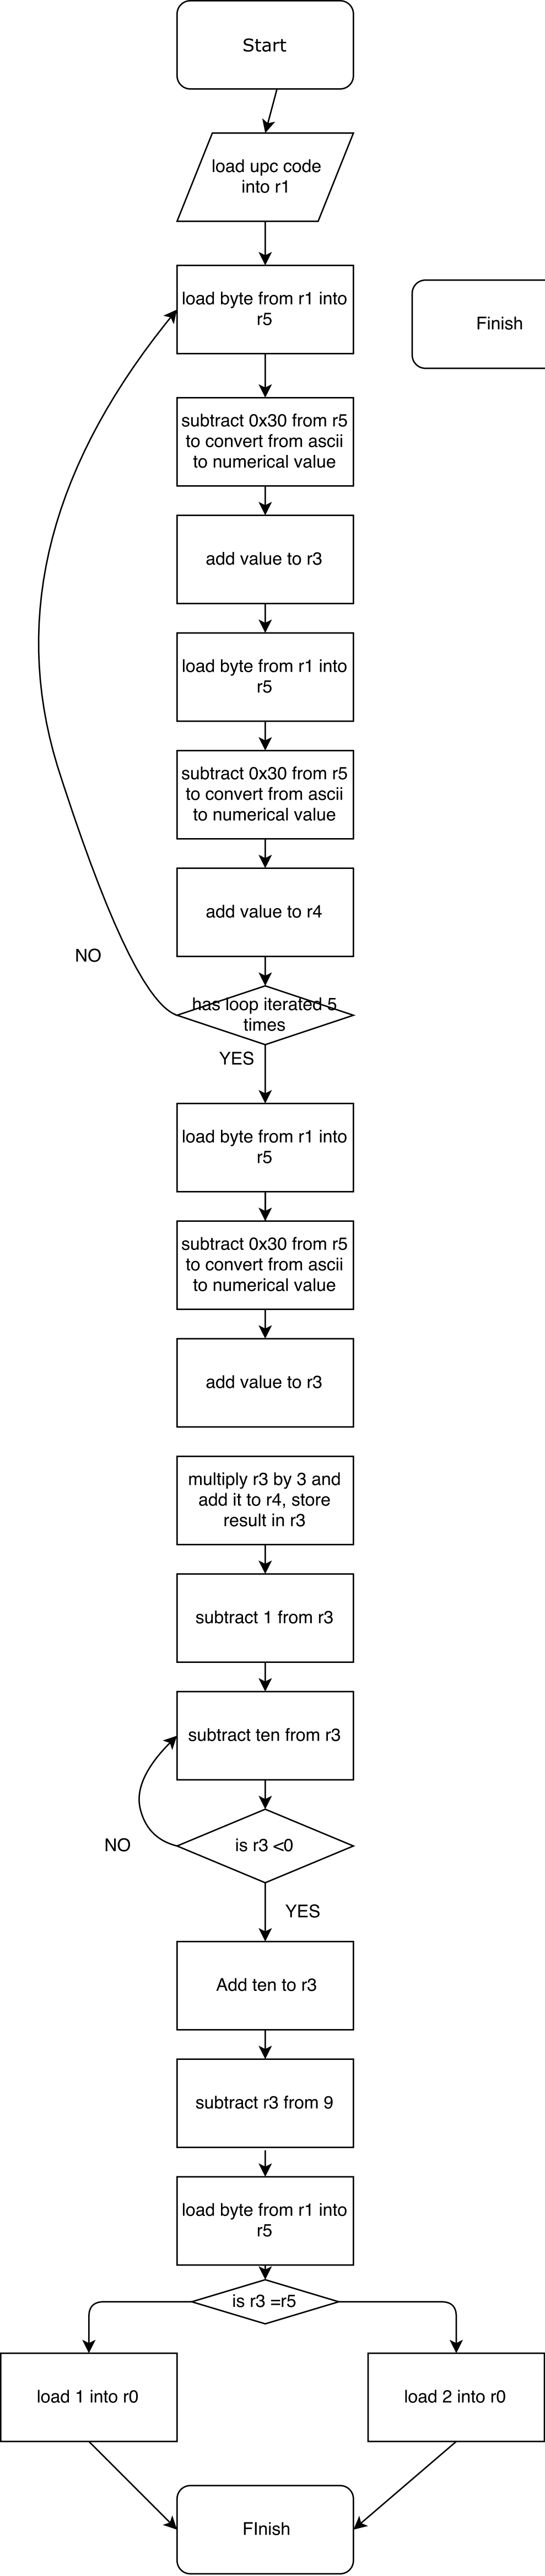 Start
load upc code
into r1
load byte from r1 into
r5
Finish
subtract 0x30 from r5
to convert from ascii
to numerical value
add value to r3
load byte from r1 into
r5
subtract 0x30 from r5
to convert from ascii
to numerical value
add value to r4
NO
has loop iterated 5
times
YES
load byte from r1 into
r5
subtract 0x30 from r5
to convert from ascii
to numerical value
add value to r3
multiply r3 by 3 and
add it to r4, store
result in r3
subtract 1 from r3
subtract ten from r3
NO
is r3 <0
YES
Add ten to r3
subtract r3 from 9
load byte from r1 into
r5
is r3 =r5
load 1 into r0
load 2 into r0
FInish